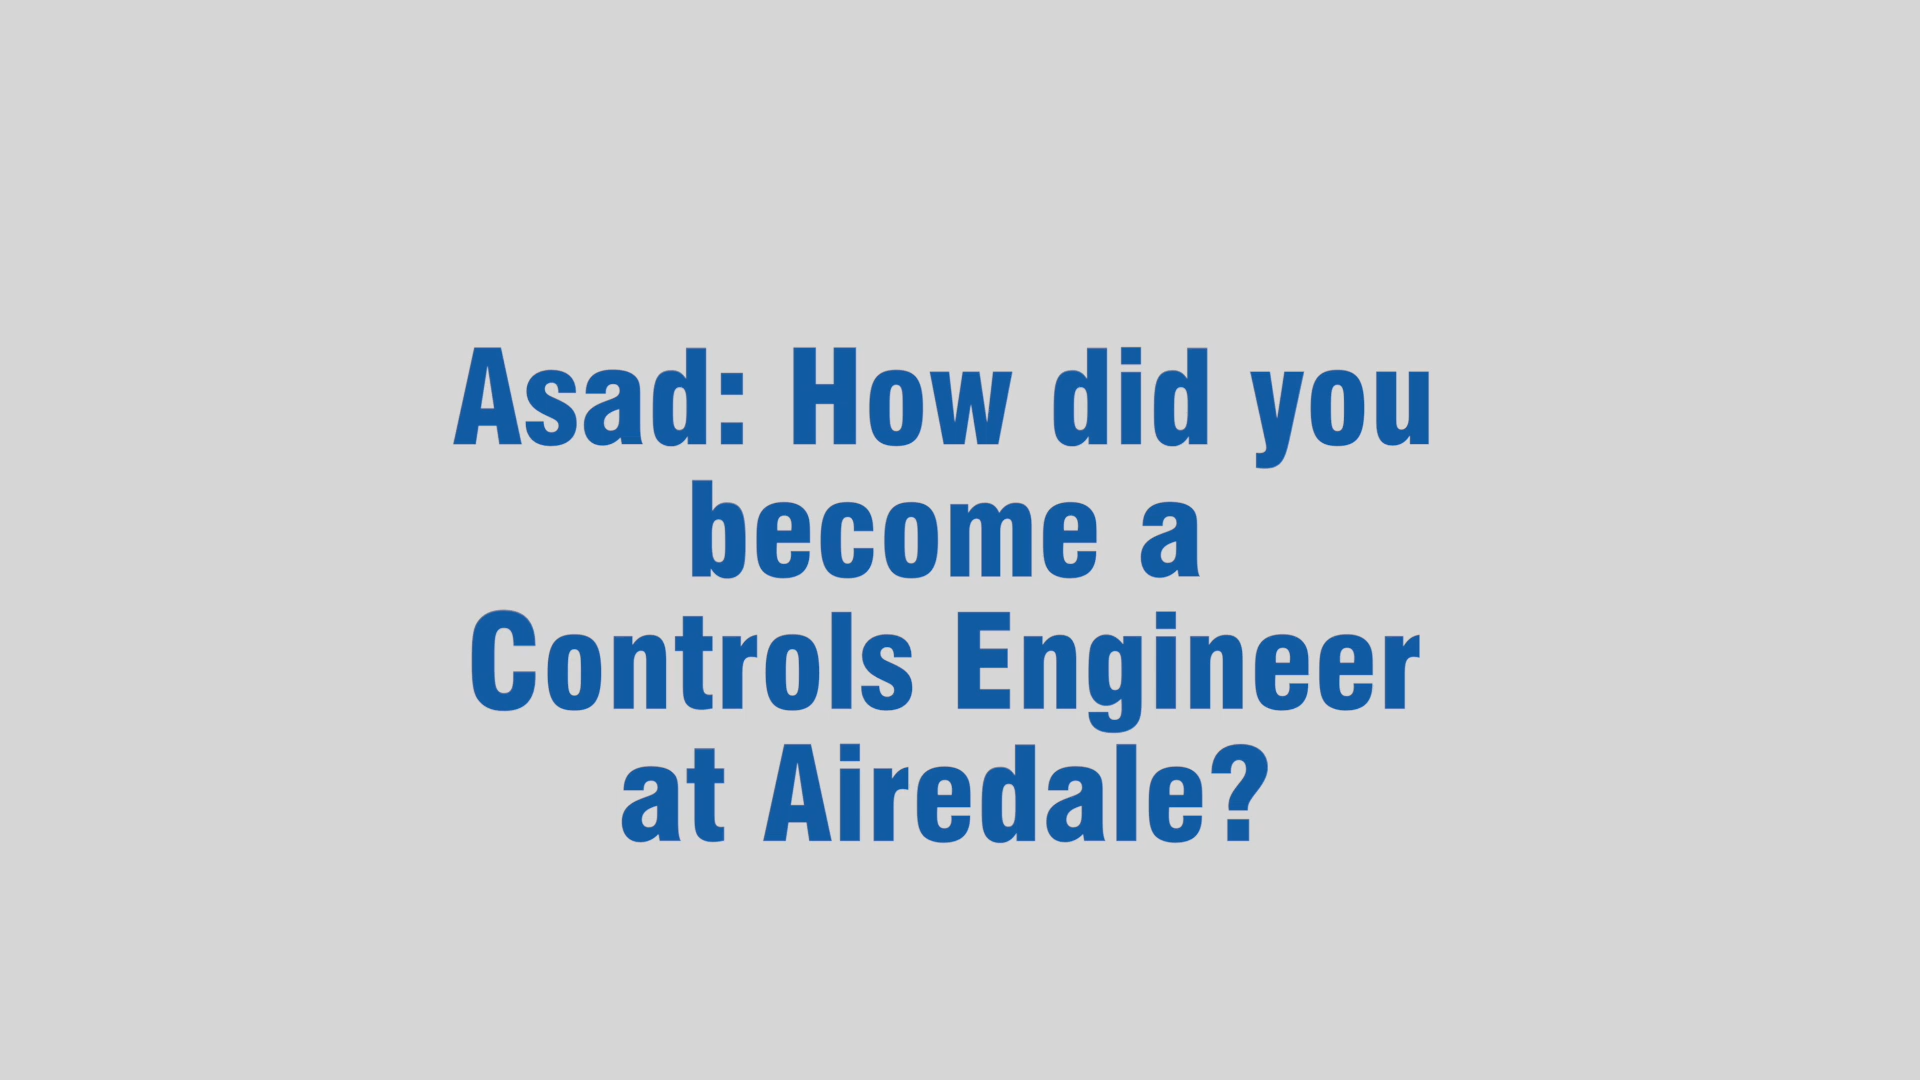 Asad: How did you
become a
Controls Engineer
at Airedale?